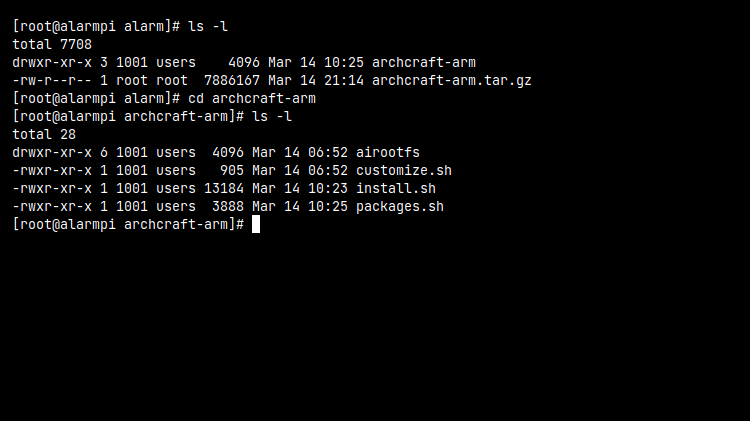 [root@alarmpi alarm]# ls -l
total 7708
drwxr-xr-x 3 1001 users    4096 Mar 14 10:25 archcraft-arm
-rw-r--r-- 1 root root  7886167 Mar 14 21:14 archcraft-arm.tar.gz
[root@alarmpi alarm]# cd archcraft-arm
[root@alarmpi archcraft-arm]# ls -l
total 28
drwxr-xr-x 6 1001 users  4096 Mar 14 06:52 airootfs
-rwxr-xr-x 1 1001 users   905 Mar 14 06:52 customize.sh
-rwxr-xr-x 1 1001 users 13184 Mar 14 10:23 install.sh
-rwxr-xr-x 1 1001 users  3888 Mar 14 10:25 packages.sh
[root@alarmpi archcraft-arm]#